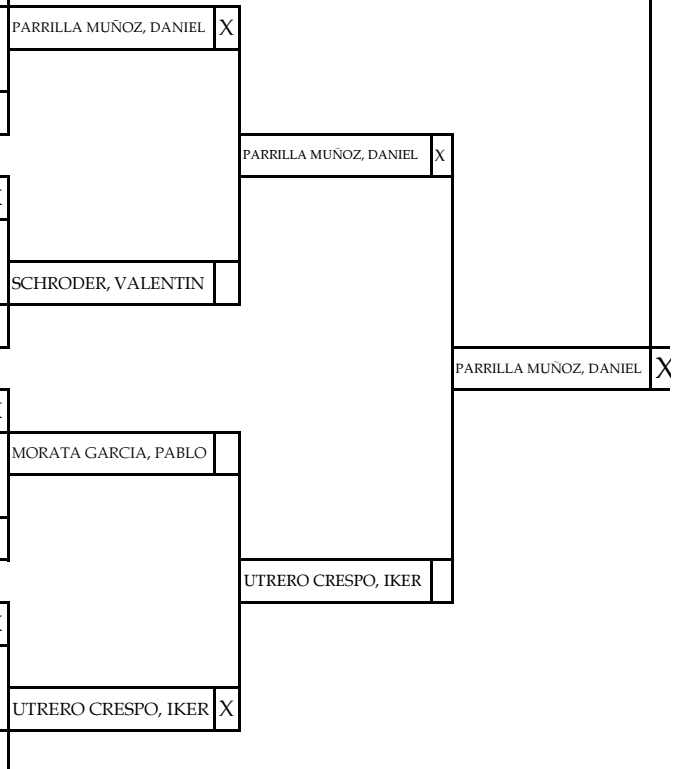 PARRILLA MUÑOZ, DANIEL X
PARRILLA MUÑOZ, DANIEL X
SCHRODER, VALENTIN
PARRILLA MUÑOZ, DANIEL X
MORATA GARCIA, PABLO
UTRERO CRESPO, IKER
UTRERO CRESPO, IKER X